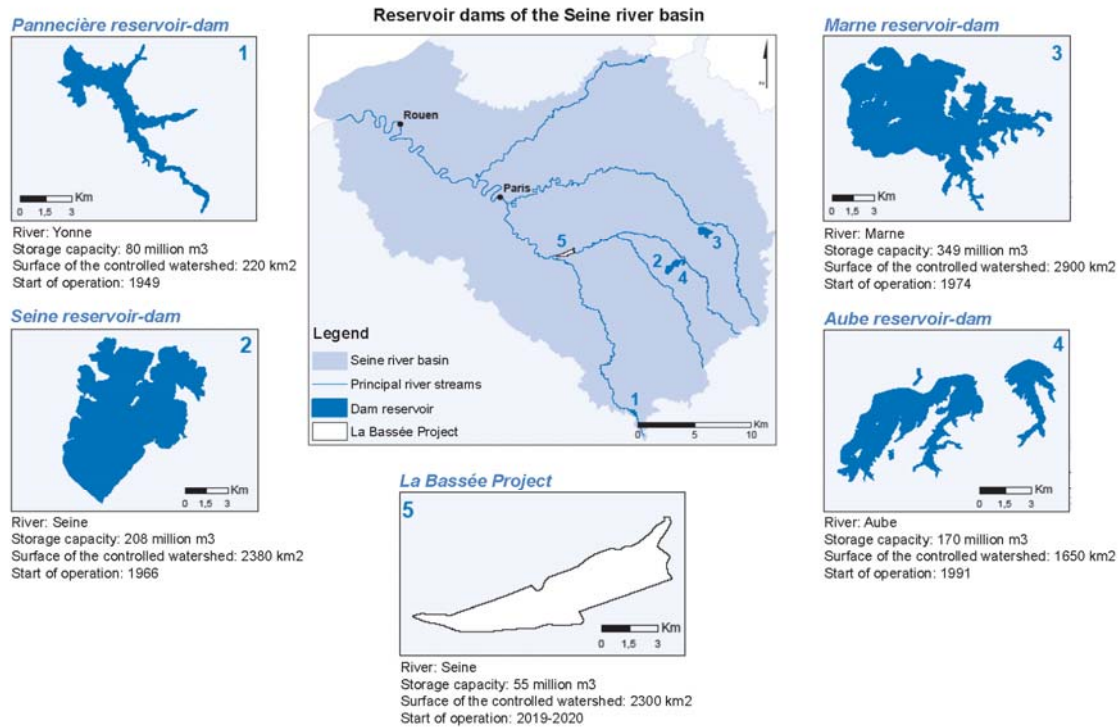 Reservoir dams of the Seine river basin
Pannecière reservoir-dam
1
Km
0 1,5 3
River: Yonne
Storage capacity: 80 million m3
Surface of the controlled watershed: 220 km2
Start of operation: 1949
Seine reservoir-dam
2
Km
0 1,5 3
River: Seine
Storage capacity: 208 million m3
Surface of the controlled watershed: 2380 km2
Start of operation: 1966
Rouen
Paris
5
3
2
4
1
Legend
Seine river basin
Principal river streams
Dam reservoir
La Bassée Project
Km
0 5 10
La Bassée Project
5
Km
0 1,5 3
River: Seine
Storage capacity: 55 million m3
Surface of the controlled watershed: 2300 km2
Start of operation: 2019-2020
Marne reservoir-dam
3
Km
0 1,5 3
River: Marne
Storage capacity: 349 million m3
Surface of the controlled watershed: 2900 km2
Start of operation: 1974
Aube reservoir-dam
4
Km
0 1,5 3
River: Aube
Storage capacity: 170 million m3
Surface of the controlled watershed: 1650 km2
Start of operation: 1991